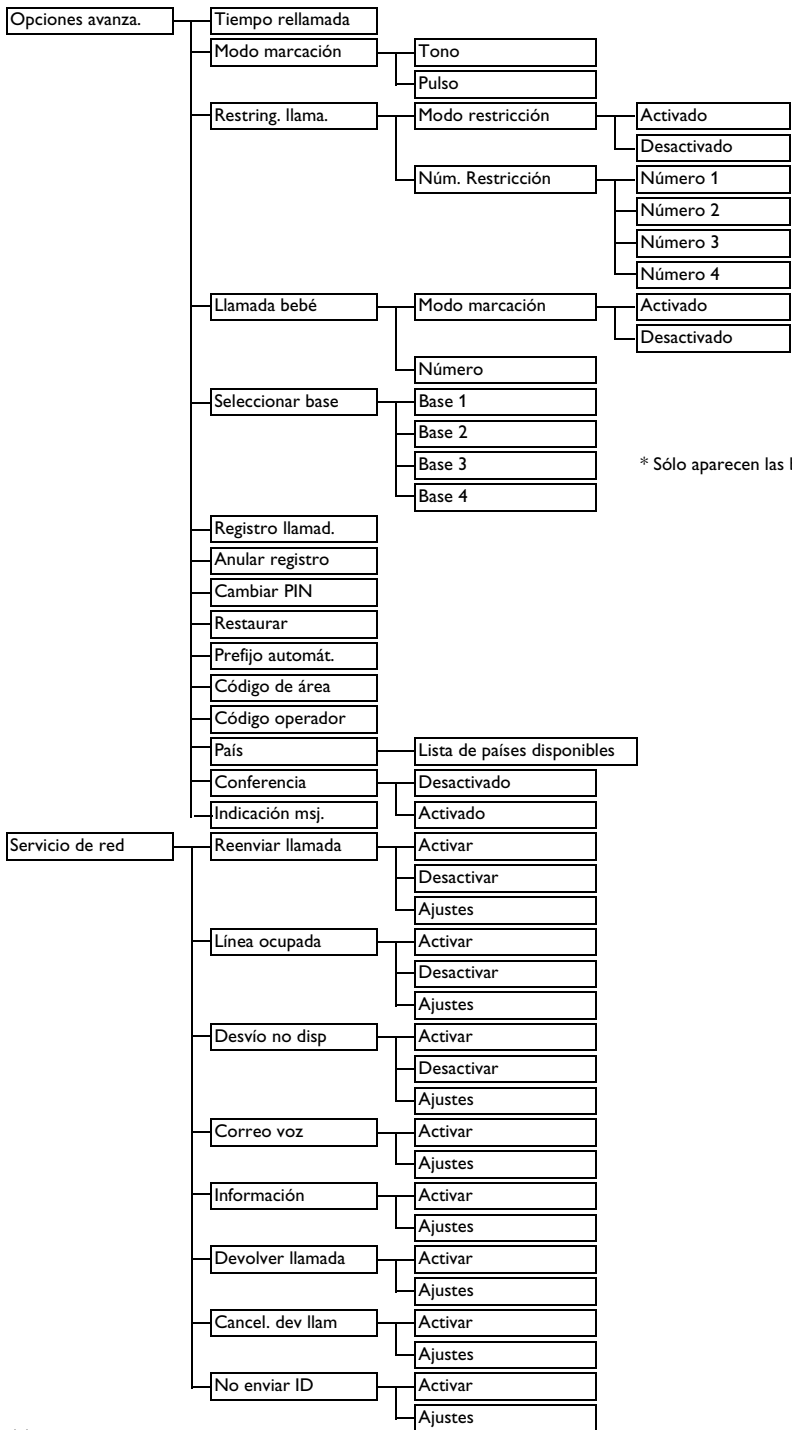 Opciones avanza. Tiempo rellamada
Modo marcación Tono
Pulso
Restring. llama. Modo restricción Activado
Desactivado
Núm. Restricción Número 1
Número 2
Número 3
Número 4
Llamada bebé Modo marcación Activado
Desactivado
Número
Seleccionar base Base 1
Base 2
Base 3 * Sólo aparecen las
Base 4
Registro llamad.
Anular registro
Cambiar PIN
Restaurar
Prefijo automát.
Código de área
Código operador
País Lista de países disponibles
Conferencia Desactivado
Indicación msj. Activado
Servicio de red Reenviar llamada Activar
Desactivar
Ajustes
Línea ocupada Activar
Desactivar
Ajustes
Desvío no disp Activar
Desactivar
Ajustes
Correo voz Activar
Ajustes
Información Activar
Ajustes
Devolver llamada Activar
Ajustes
Cancel. dev llam Activar
Ajustes
No enviar ID Activar
Ajustes